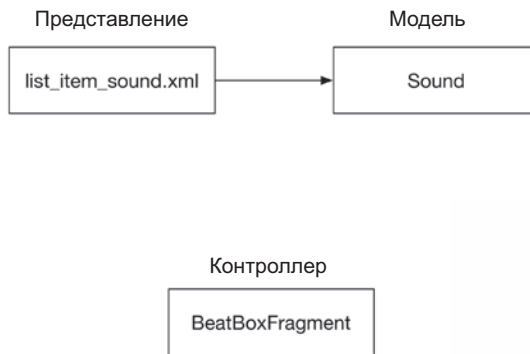 Представление
Модель
list_item_sound.xml
Sound
Контроллер
BeatBoxFragment